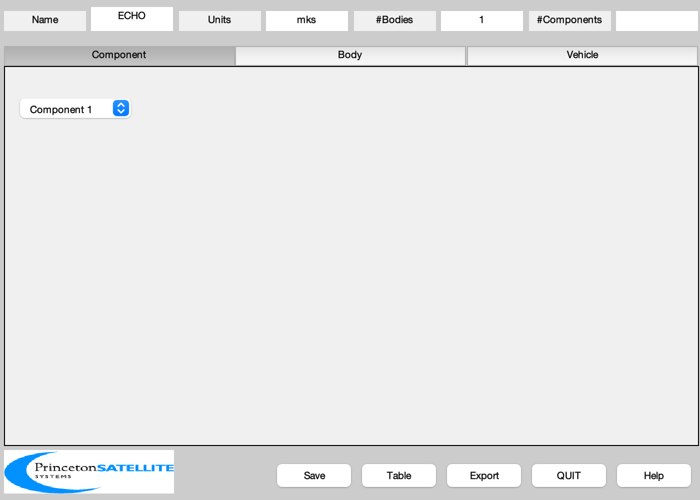 Name ECHO Units mks #Bodies 1 #Components
Component Body Vehicle
Component 1
PrincetonSATELLITE
SYSTEMS
Save Table Export QUIT Help